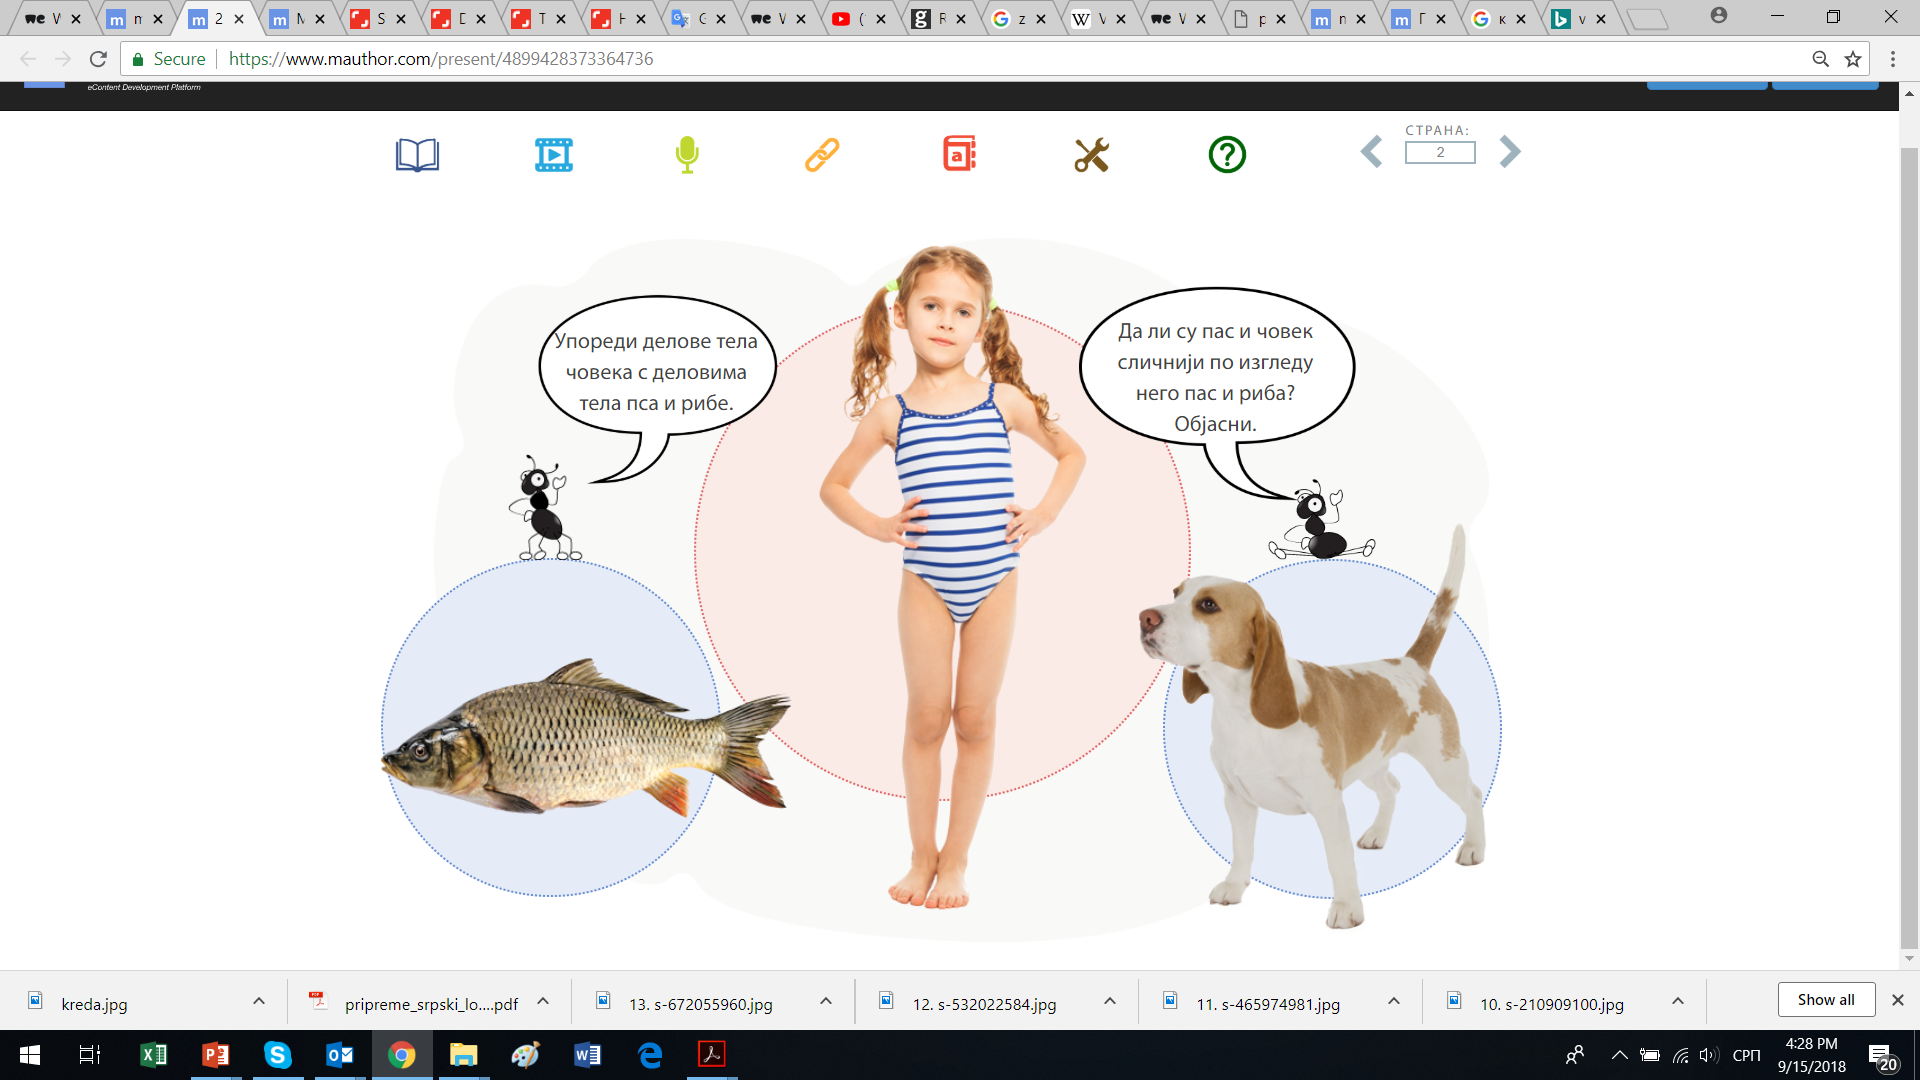 W
m
2
M
S
D
T
H
G
W
(
R
z
V
W
p
m
Г
к
v
Secure
https://www.mauthor.com/present/4899428373364736
eContent Development Platform
СТРАНА:
2
Упореди делове тела
човека с деловима
тела пса и рибе.
Да ли су пас и човек
сличнији по изгледу
него пас и риба?
Објасни.
kreda.jpg
pripreme_srpski_lo....pdf
13. s-672055960.jpg
12. s-532022584.jpg
11. s-465974981.jpg
10. s-210909100.jpg
Show all
СРП
4:28 PM
9/15/2018
20